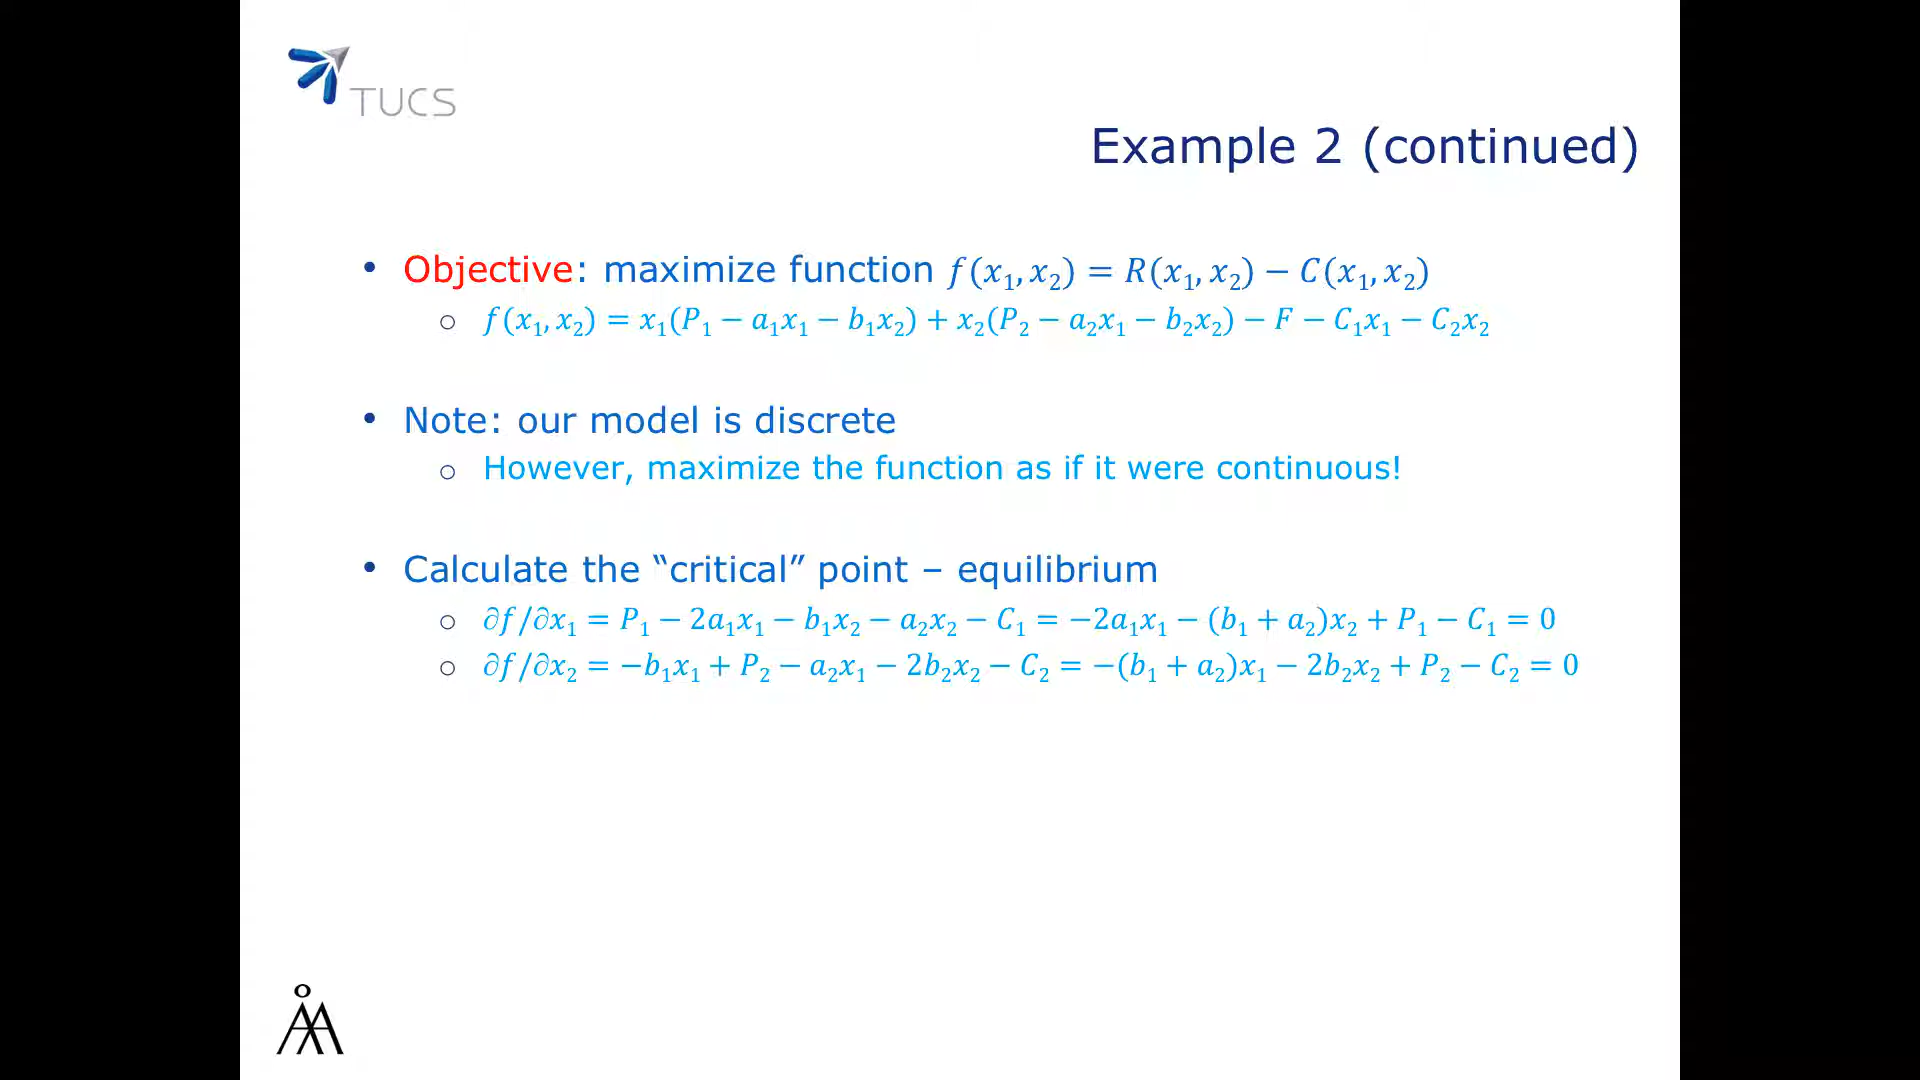 TUCS
Example 2 (continued)
• Objective: maximize function f(x₁, x₂) = R(x₁, x₂) − C(x₁, x₂)
○ f(x₁, x₂) = x₁(P₁ − a₁x₁ − b₁x₂) + x₂(P₂ − a₂x₁ − b₂x₂) − F − C₁x₁ − C₂x₂
• Note: our model is discrete
○ However, maximize the function as if it were continuous!
• Calculate the “critical” point – equilibrium
○ ∂f/∂x₁ = P₁ − 2a₁x₁ − b₁x₂ − a₂x₂ − C₁ = −2a₁x₁ − (b₁ + a₂)x₂ + P₁ − C₁ = 0
○ ∂f/∂x₂ = −b₁x₁ + P₂ − a₂x₁ − 2b₂x₂ − C₂ = −(b₁ + a₂)x₁ − 2b₂x₂ + P₂ − C₂ = 0